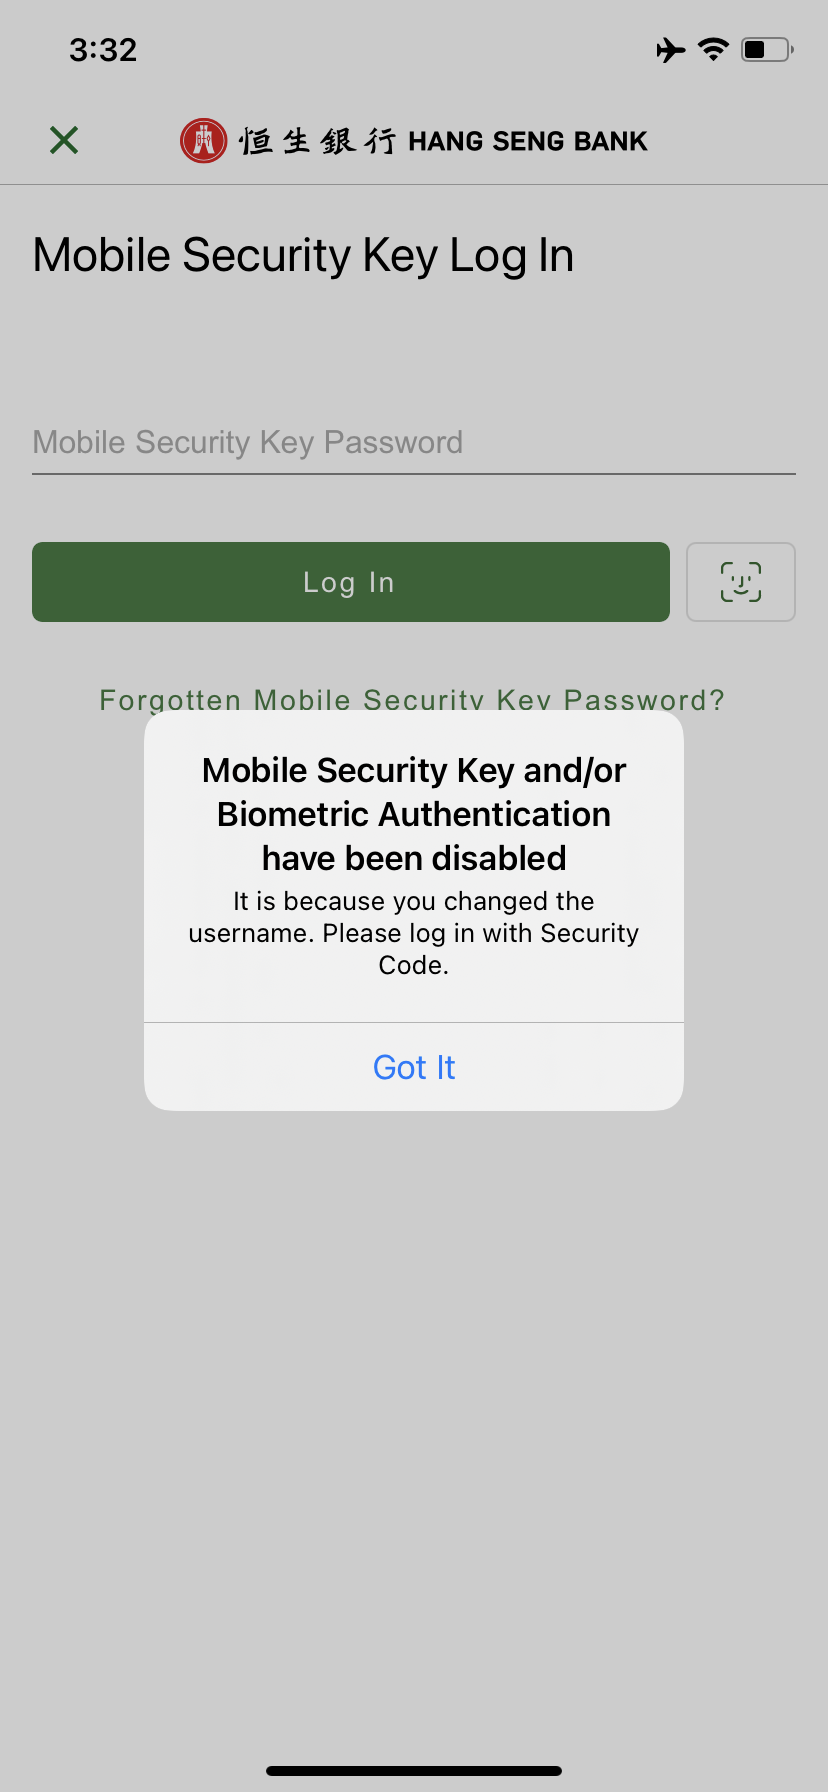 3:32
恒生銀行 HANG SENG BANK
Mobile Security Key Log In
Mobile Security Key Password
Log In
Forgotten Mobile Security Key Password?
Mobile Security Key and/or
Biometric Authentication
have been disabled
It is because you changed the
username. Please log in with Security
Code.
Got It